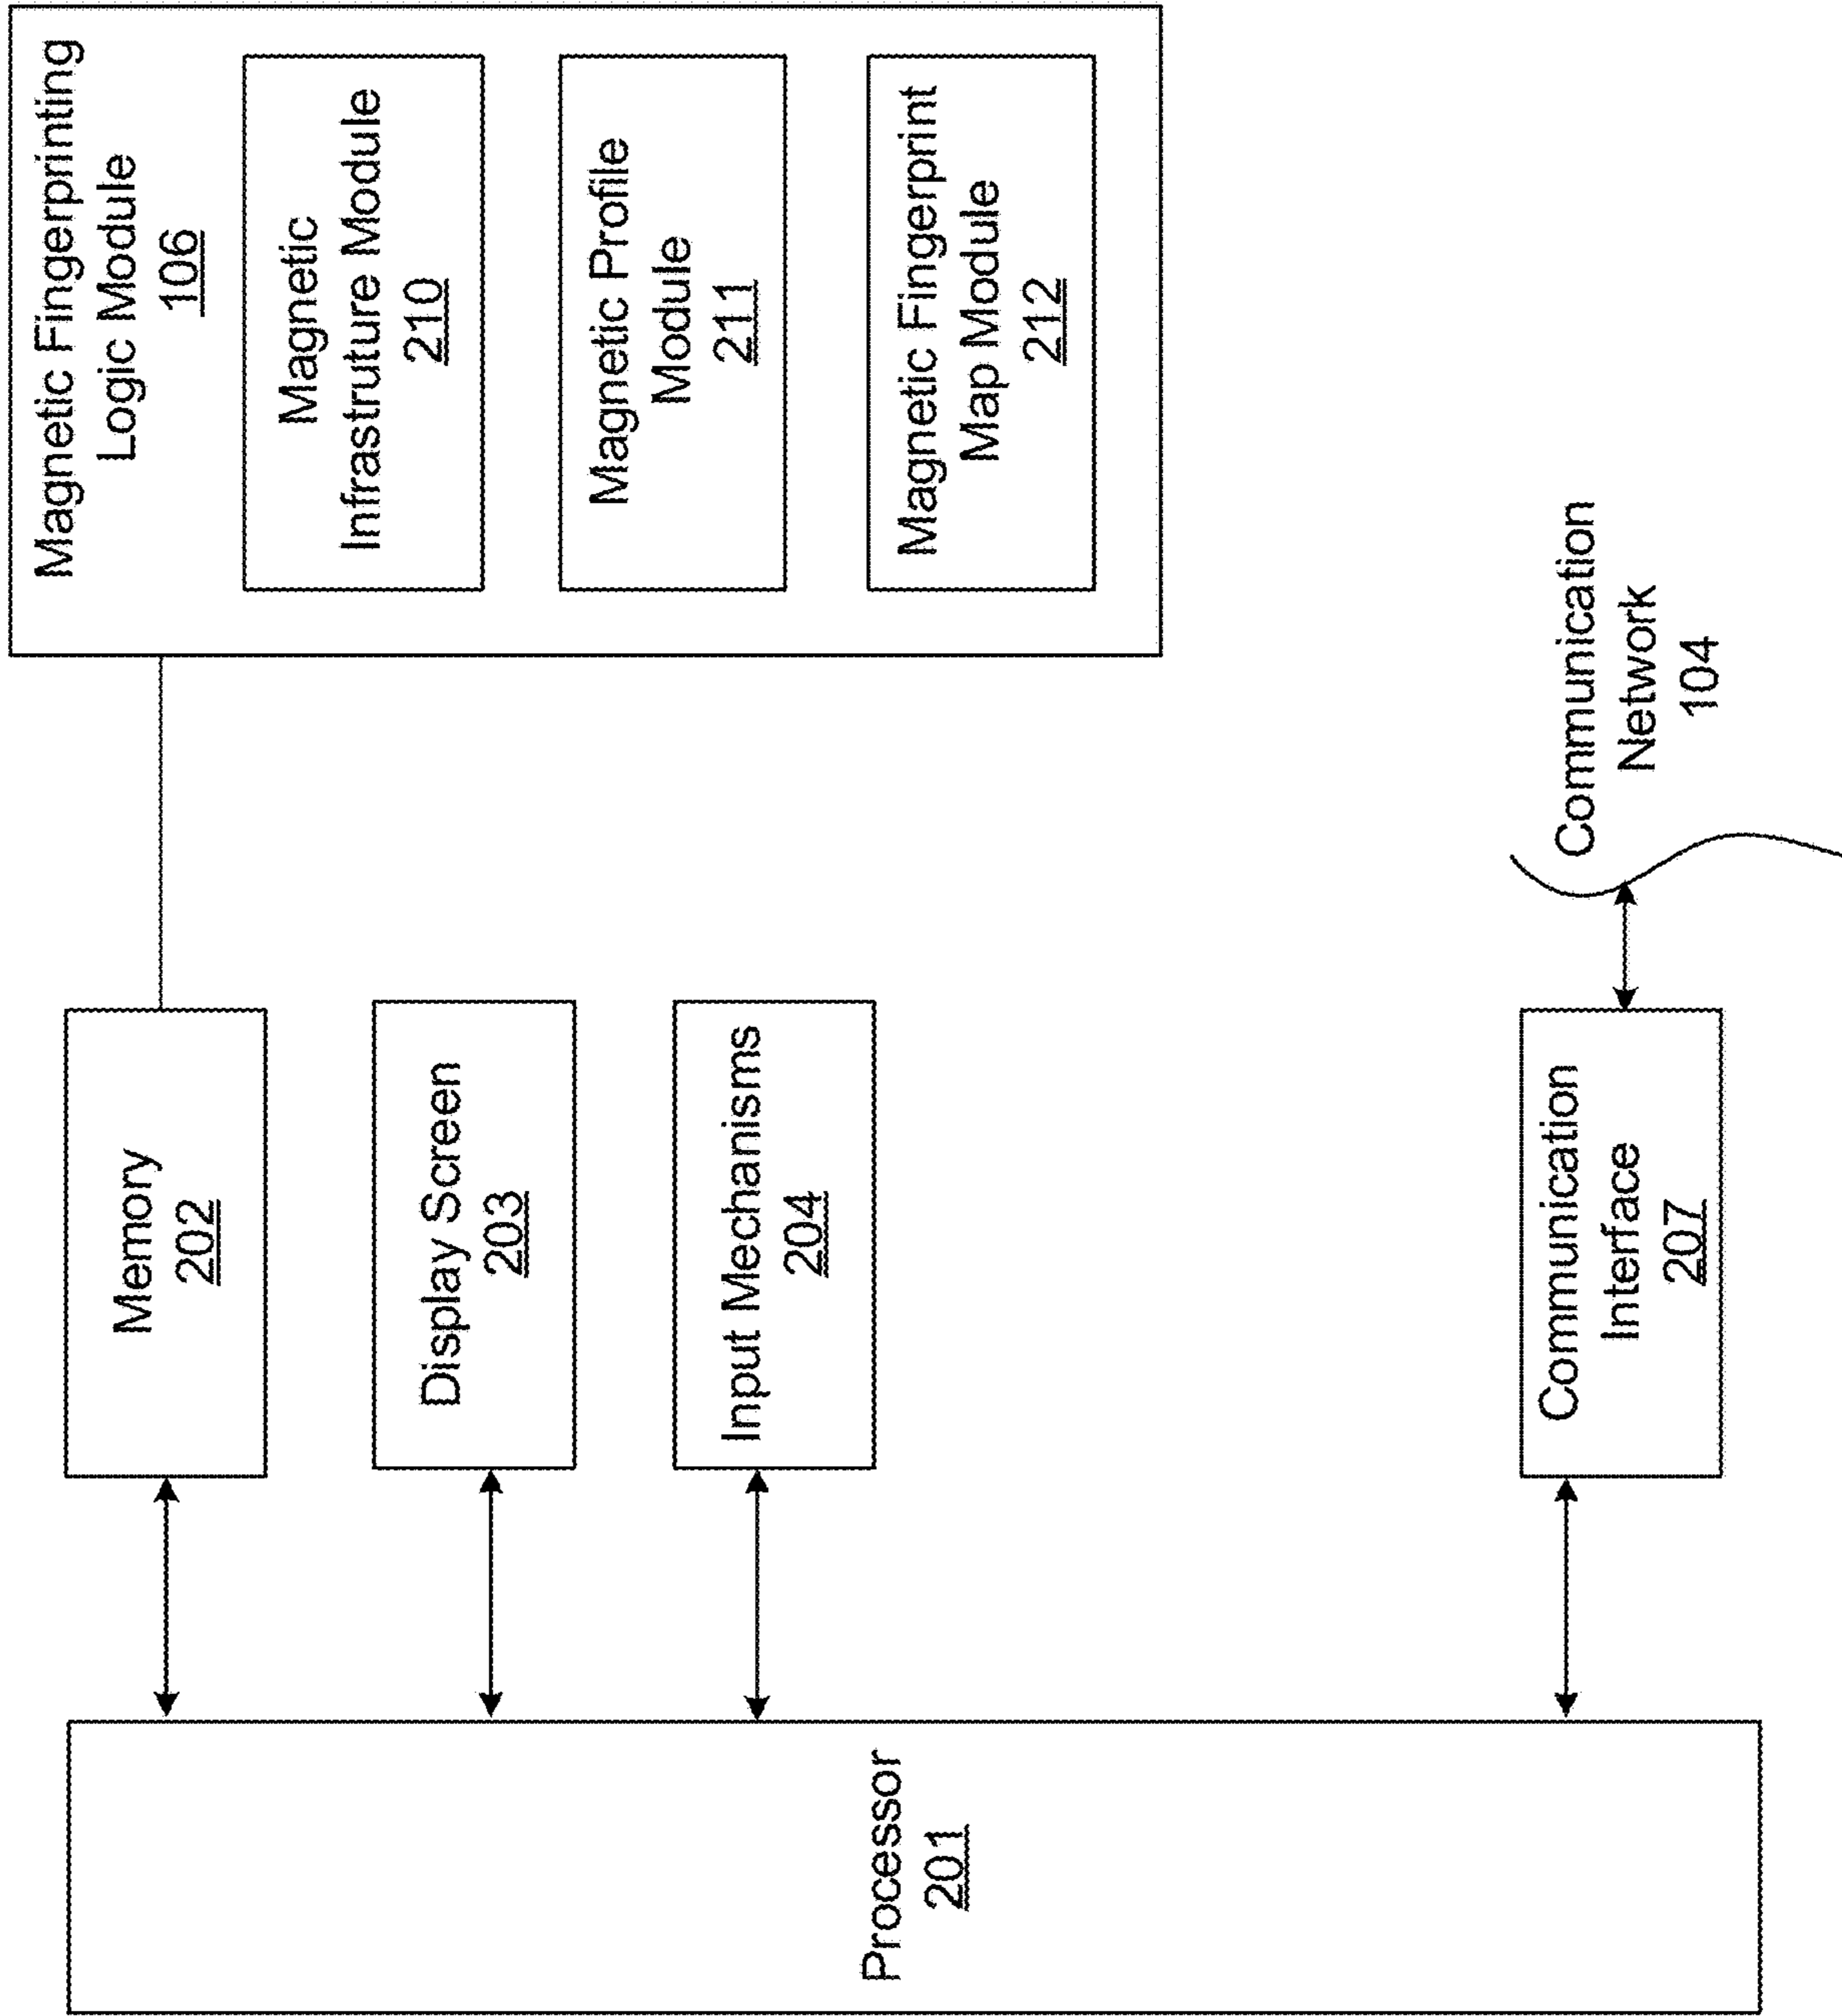 Processor
201
Memory
202
Display Screen
203
Input Mechanisms
204
Communication
Interface
207
Magnetic Fingerprinting
Logic Module
106
Magnetic
Infrastruture Module
210
Magnetic Profile
Module
211
Magnetic Fingerprint
Map Module
212
Communication
Network
104